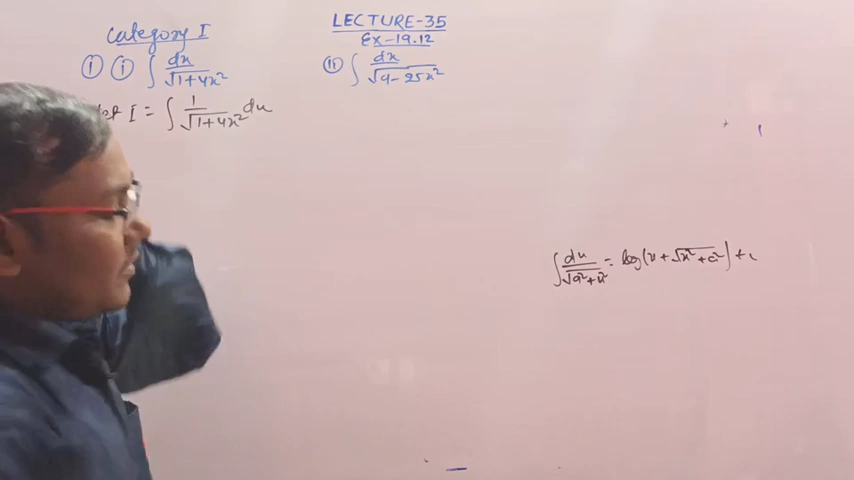 Category I
LECTURE-35
Ex-19.12
① ⓘ ∫ dx/√(1+4x²)
ⓘⓘ ∫ dx/√(9-25x²)
Let I = ∫ 1/√(1+4x²) dx
∫ dx/√(a²+x²) = log|x+√(x²+a²)| + c